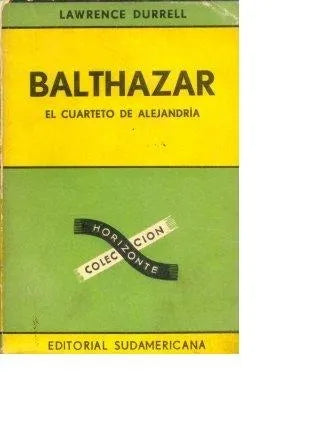 LAWRENCE DURRELL
BALTHAZAR
EL CUARTETO DE ALEJANDRÍA
COLECCION
HORIZONTE
EDITORIAL SUDAMERICANA